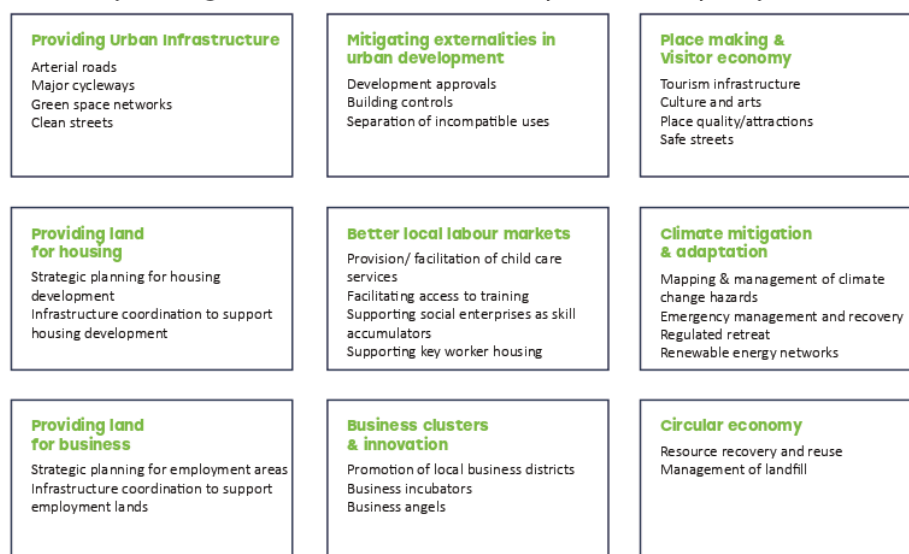 Providing Urban Infrastructure
Arterial roads
Major cycleways
Green space networks
Clean streets
Mitigating externalities in
urban development
Development approvals
Building controls
Separation of incompatible uses
Place making &
Visitor economy
Tourism infrastructure
Culture and arts
Place quality/attractions
Safe streets
Providing land
for housing
Strategic planning for housing
development
Infrastructure coordination to support
housing development
Better local labour markets
Provision/ facilitation of child care
services
Facilitating access to training
Supporting social enterprises as skill
accumulators
Supporting key worker housing
Climate mitigation
& adaptation
Mapping & management of climate
change hazards
Emergency management and recovery
Regulated retreat
Renewable energy networks
Providing land
for business
Strategic planning for employment areas
Infrastructure coordination to support
employment lands
Business clusters
& innovation
Promotion of local business districts
Business incubators
Business angels
Circular economy
Resource recovery and reuse
Management of landfill